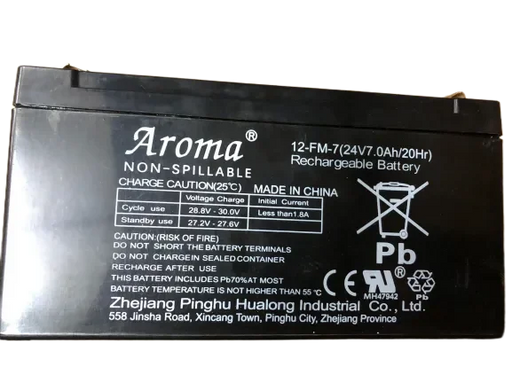 Aroma®
NON-SPILLABLE
12-FM-7(24V7.0Ah/20Hr)
Rechargeable Battery
CHARGE CAUTION(25℃) MADE IN CHINA
Voltage Charge Initial Current
Cycle use 28.8V - 30.0V Less than1.8A
Standby use 27.2V - 27.6V
CAUTION:(RISK OF FIRE)
DO NOT SHORT THE BATTERY TERMINALS
DO NOT CHARGE IN SEALED CONTAINER
RECHARGE AFTER USE
THIS BATTERY INCLUDES Pb70%AT MOST
BATTERY TEMPERATURE IS NOT HIGHER THAN 55 ℃
Pb
CE
MH47942
Pb
Zhejiang Pinghu Hualong Industrial Co., Ltd.
558 Jinsha Road, Xincang Town, Pinghu City, Zhejiang Province